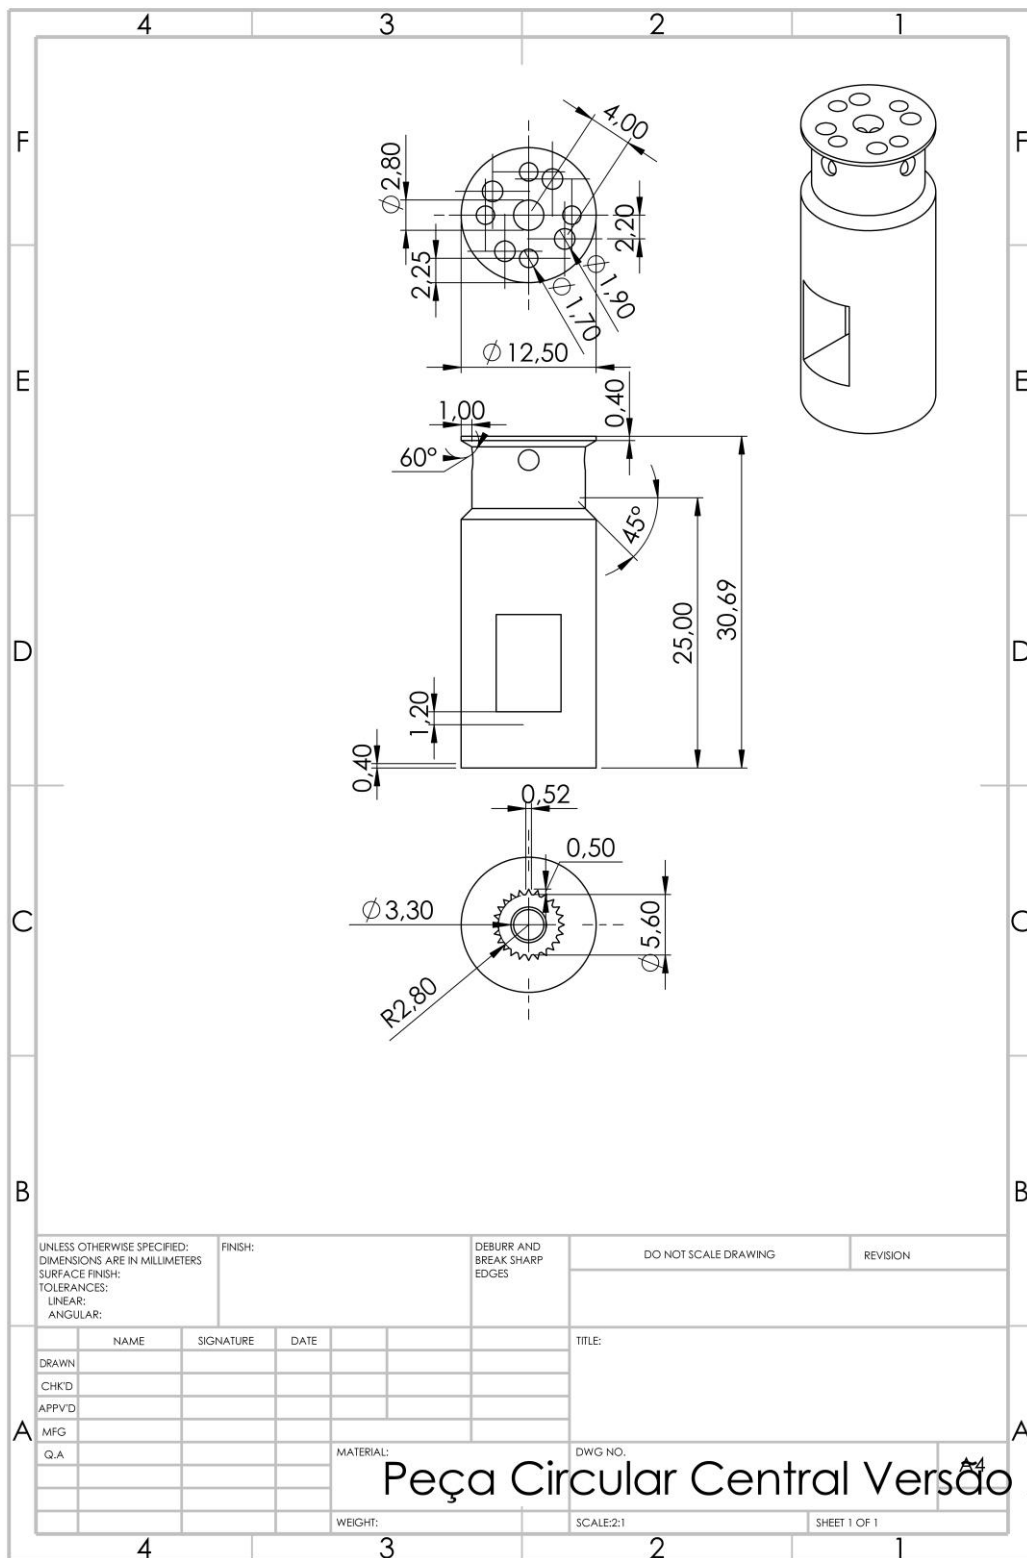 4 3 2 1
F F
4,00
∅2,80
2,20
2,25
∅1,90
∅1,70
∅12,50
E E
1,00
0,40
60°
45°
25,00
30,69
D D
1,20
0,40
0,52
0,50
∅3,30
∅5,60
R2,80
C C
B B
UNLESS OTHERWISE SPECIFIED:
DIMENSIONS ARE IN MILLIMETERS
SURFACE FINISH:
TOLERANCES:
LINEAR:
ANGULAR:
FINISH:
DEBURR AND
BREAK SHARP
EDGES
DO NOT SCALE DRAWING
REVISION
NAME SIGNATURE DATE
TITLE:
DRAWN
CHK'D
APPV'D
MFG
A A
Q.A
MATERIAL:
DWG NO.
A4
Peça Circular Central Versão
WEIGHT:
SCALE:2:1
SHEET 1 OF 1
4 3 2 1